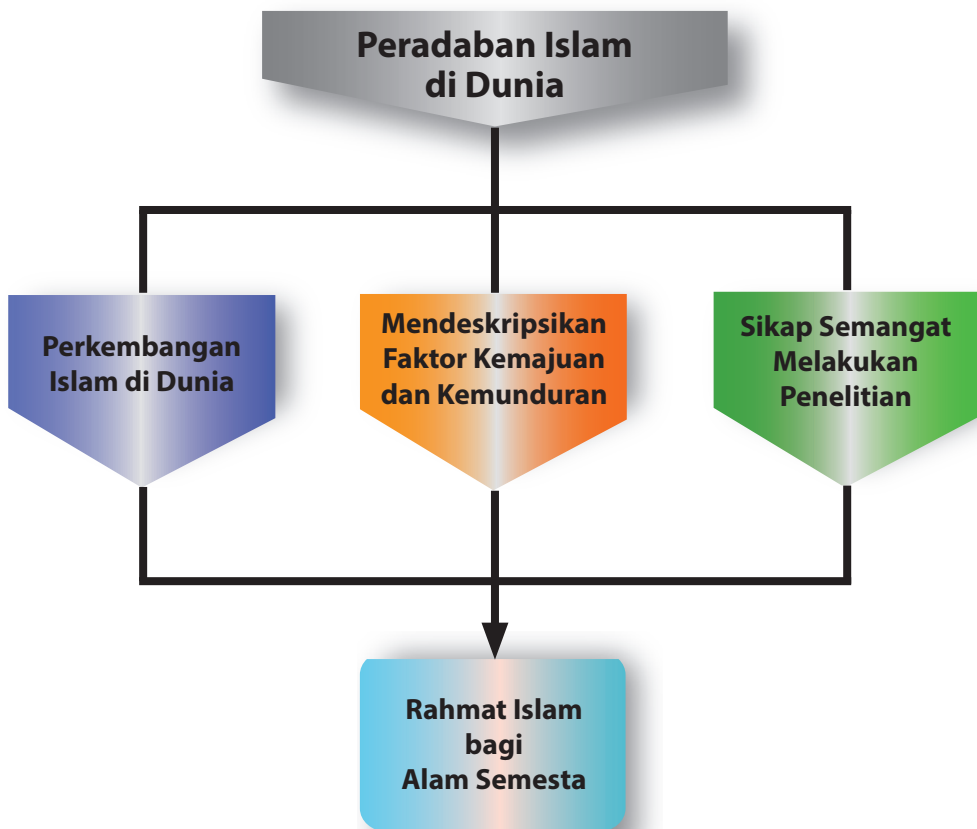 Peradaban Islam
di Dunia
Perkembangan
Islam di Dunia
Mendeskripsikan
Faktor Kemajuan
dan Kemunduran
Sikap Semangat
Melakukan
Penelitian
Rahmat Islam
bagi
Alam Semesta